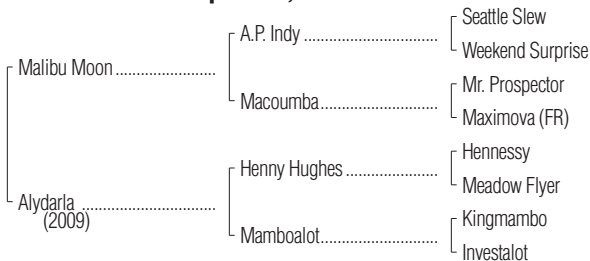 Seattle Slew
A.P. Indy ..............................
Weekend Surprise
Malibu Moon .......................
Mr. Prospector
Macoumba ..........................
Maximova (FR)
Hennessy
Henny Hughes .....................
Meadow Flyer
Alydarla ...............................
(2009)
Kingmambo
Mamboalot...........................
Investalot